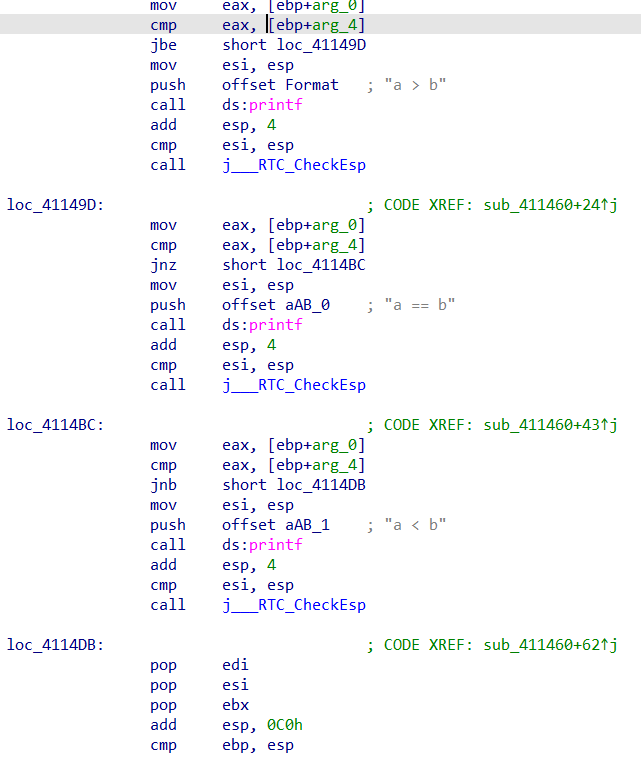 mov eax, [ebp+arg_0]
cmp eax, [ebp+arg_4]
jbe short loc_41149D
mov esi, esp
push offset Format ; "a > b"
call ds:printf
add esp, 4
cmp esi, esp
call j___RTC_CheckEsp
loc_41149D: ; CODE XREF: sub_411460+24↑j
mov eax, [ebp+arg_0]
cmp eax, [ebp+arg_4]
jnz short loc_4114BC
mov esi, esp
push offset aAB_0 ; "a == b"
call ds:printf
add esp, 4
cmp esi, esp
call j___RTC_CheckEsp
loc_4114BC: ; CODE XREF: sub_411460+43↑j
mov eax, [ebp+arg_0]
cmp eax, [ebp+arg_4]
jnb short loc_4114DB
mov esi, esp
push offset aAB_1 ; "a < b"
call ds:printf
add esp, 4
cmp esi, esp
call j___RTC_CheckEsp
loc_4114DB: ; CODE XREF: sub_411460+62↑j
pop edi
pop esi
pop ebx
add esp, 0C0h
cmp ebp, esp